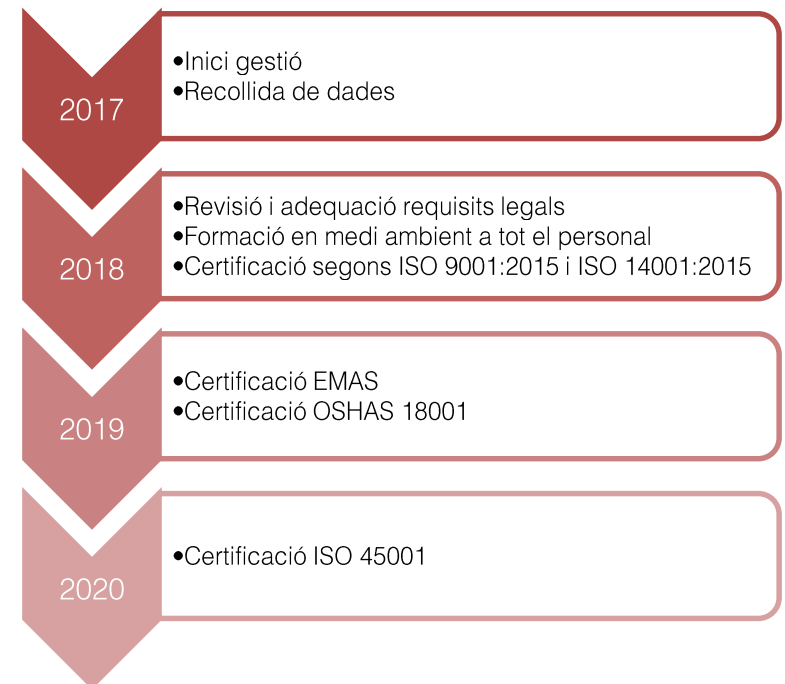 2017
•Inici gestió
•Recollida de dades
2018
•Revisió i adequació requisits legals
•Formació en medi ambient a tot el personal
•Certificació segons ISO 9001:2015 i ISO 14001:2015
2019
•Certificació EMAS
•Certificació OSHAS 18001
2020
•Certificació ISO 45001